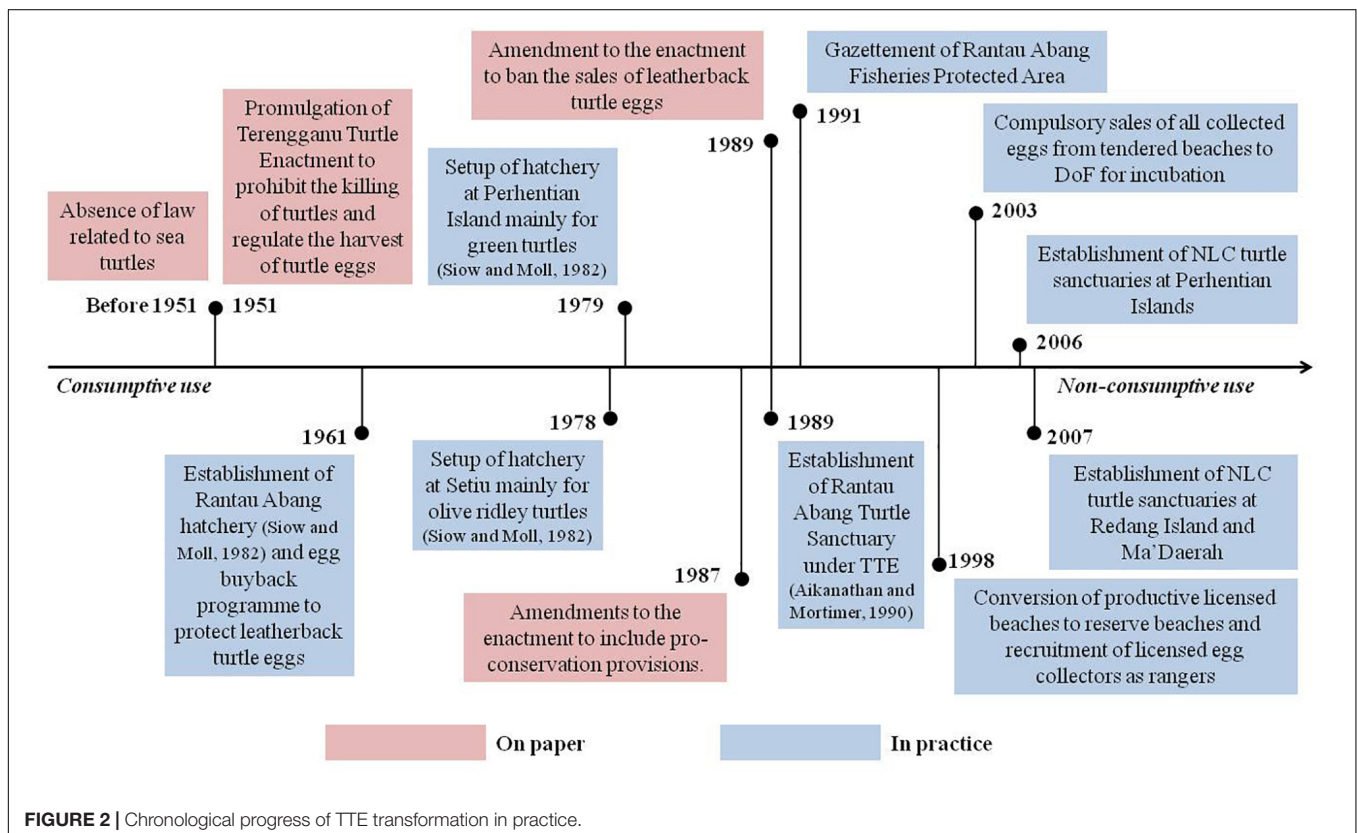 Absence of law
related to sea
turtles
Before 1951
Promulgation of
Terengganu Turtle
Enactment to
prohibit the killing
of turtles and
regulate the harvest
of turtle eggs
1951
Setup of hatchery
at Perhentian
Island mainly for
green turtles
(Siow and Moll, 1982)
1979
Amendment to the enactment
to ban the sales of leatherback
turtle eggs
1989
Gazettement of Rantau Abang
Fisheries Protected Area
1991
Compulsory sales of all collected
eggs from tendered beaches to
DoF for incubation
2003
Establishment of NLC turtle
sanctuaries at Perhentian
Islands
2006
Consumptive use
Non-consumptive use
1961
Establishment of
Rantau Abang
hatchery (Siow and
Moll, 1982) and egg
buyback
programme to
protect leatherback
turtle eggs
1978
Setup of hatchery
at Setiu mainly for
olive ridley turtles
(Siow and Moll, 1982)
1987
Amendments to the
enactment to include pro-
conservation provisions.
1989
Establishment
of Rantau
Abang Turtle
Sanctuary
under TTE
(Aikanathan and
Mortimer, 1990)
1998
Conversion of productive licensed
beaches to reserve beaches and
recruitment of licensed egg
collectors as rangers
2007
Establishment of NLC
turtle sanctuaries at
Redang Island and
Ma’Daerah
On paper
In practice
FIGURE 2 | Chronological progress of TTE transformation in practice.